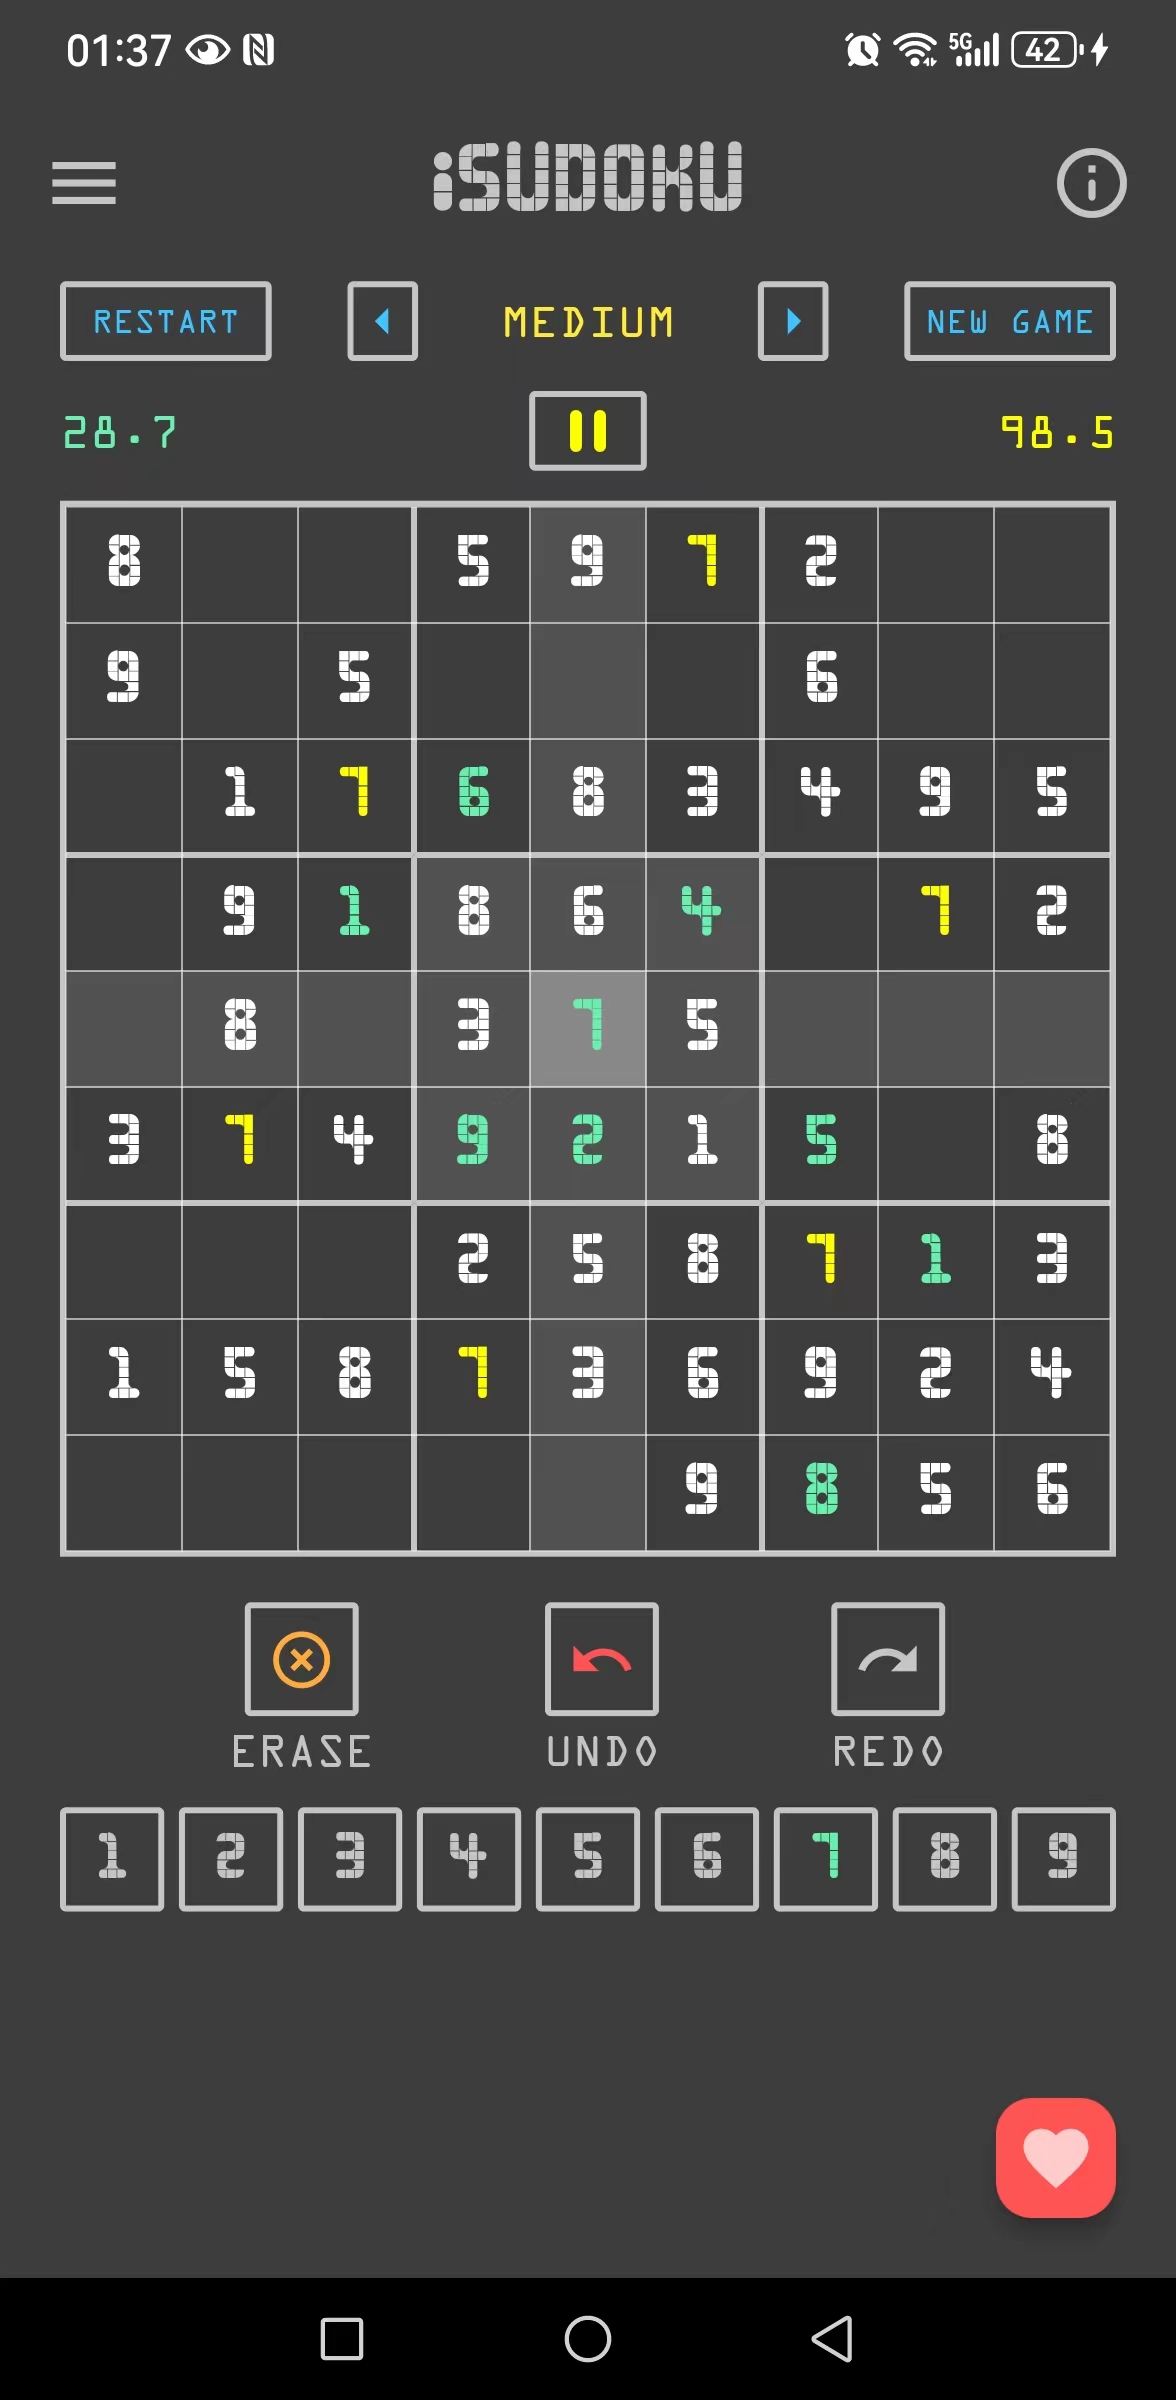 01:37 5G 42
iSUDOKU
RESTART MEDIUM NEW GAME
28.7 98.5
8 5 9 7 2
9 5 6
1 7 6 8 3 4 9 5
9 1 8 6 4 7 2
8 3 7 5
3 7 4 9 2 1 5 8
2 5 8 7 1 3
1 5 8 7 3 6 9 2 4
9 8 5 6
ERASE UNDO REDO
1 2 3 4 5 6 7 8 9